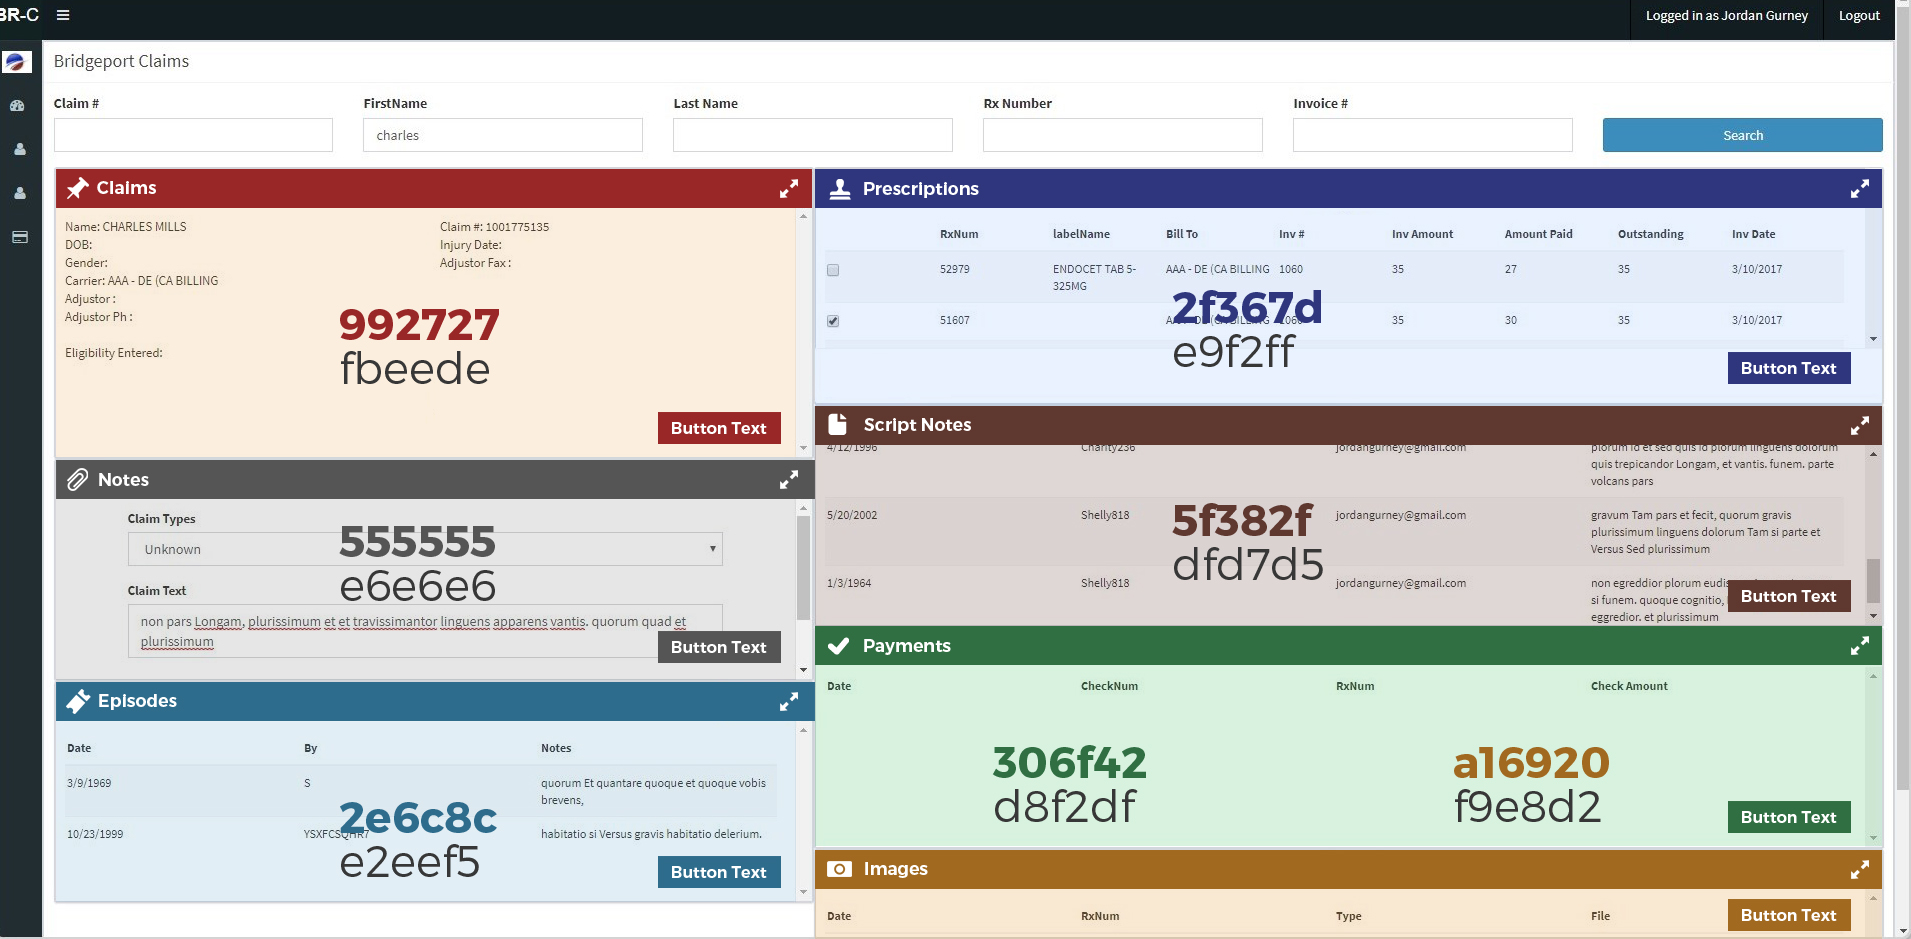 BR-C
Logged in as Jordan Gurney
Logout
Bridgeport Claims
Claim #
FirstName
Last Name
Rx Number
Invoice #
charles
Search
Claims
Name: CHARLES MILLS
Claim #: 1001775135
DOB:
Injury Date:
Gender:
Adjustor Fax :
Carrier: AAA - DE (CA BILLING
Adjustor :
Adjustor Ph :
Eligibility Entered:
992727
fbeede
Button Text
Notes
Claim Types
Unknown
555555
e6e6e6
Claim Text
non pars Longam, plurissimum et et travissimantor linguens apparens vantis. quorum quad et
plurissimum
Button Text
Episodes
Date By Notes
3/9/1969 S quorum Et quantare quoque et quoque vobis
brevens,
10/23/1999 YSXFCSQHR7 habitatio si Versus gravis habitatio delerium.
2e6c8c
e2eef5
Button Text
Prescriptions
RxNum labelName Bill To Inv # Inv Amount Amount Paid Outstanding Inv Date
52979 ENDOCET TAB 5- AAA - DE (CA BILLING 1060 35 27 35 3/10/2017
325MG
51607 1060 35 30 35 3/10/2017
2f367d
e9f2ff
Button Text
Script Notes
4/12/1996 Charity236 jordangurney@gmail.com plorum id et sed quis id plorum linguens dolorum
quis trepicandor Longam, et vantis. funem. parte
volcans pars
5/20/2002 Shelly818 jordangurney@gmail.com gravum Tam pars et fecit, quorum gravis
plurissimum linguens dolorum Tam si parte et
Versus Sed plurissimum
1/3/1964 Shelly818 jordangurney@gmail.com non egreddior plorum
si funem. quoque cognitio,
eggredior. et plurissimum
5f382f
dfd7d5
Button Text
Payments
Date CheckNum RxNum Check Amount
306f42
d8f2df
a16920
f9e8d2
Button Text
Images
Date RxNum Type File
Button Text